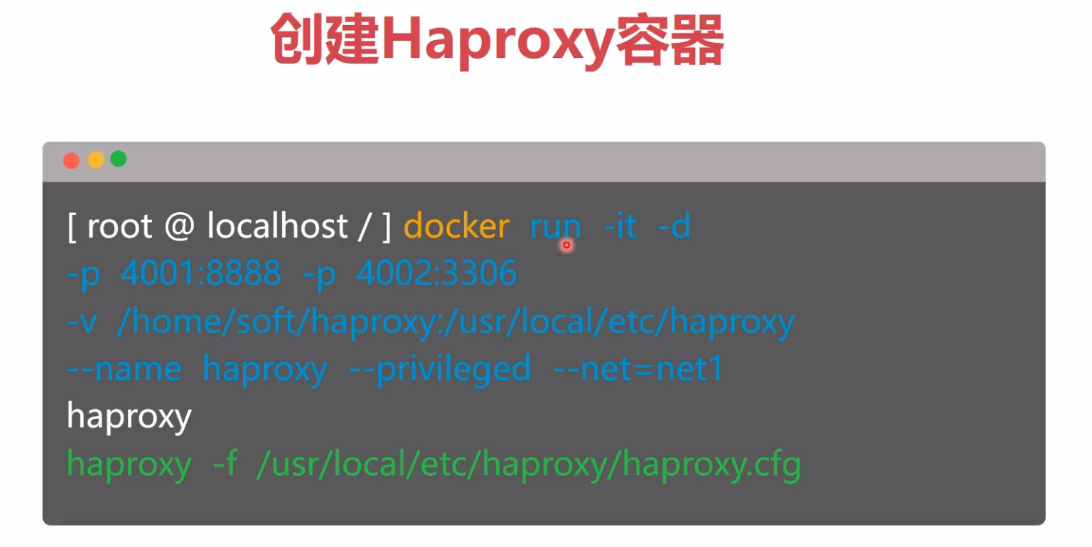 创建Haproxy容器
[ root @ localhost / ] docker run -it -d
-p 4001:8888 -p 4002:3306
-v /home/soft/haproxy:/usr/local/etc/haproxy
--name haproxy --privileged --net=net1
haproxy
haproxy -f /usr/local/etc/haproxy/haproxy.cfg